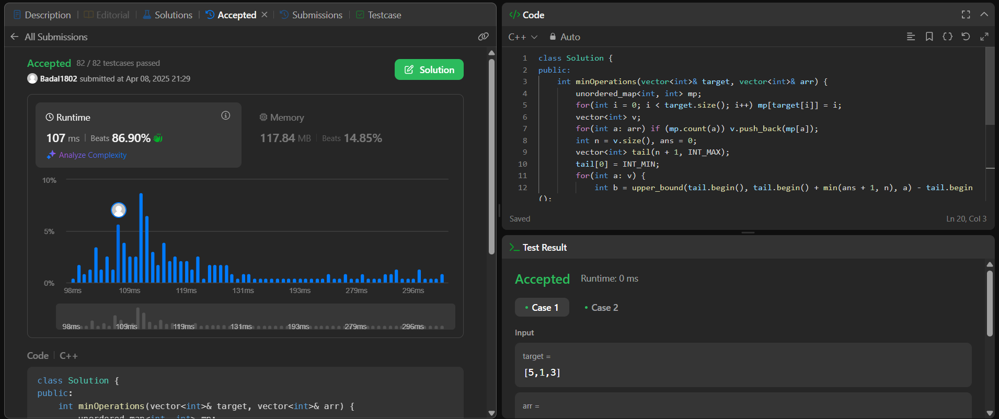 Description
Editorial
Solutions
Accepted
Submissions
Testcase
All Submissions
Accepted 82 / 82 testcases passed
Badal1802 submitted at Apr 08, 2025 21:29
Solution
Runtime
107 ms | Beats 86.90%
Analyze Complexity
Memory
117.84 MB | Beats 14.85%
10%
5%
0%
98ms 109ms 119ms 131ms 193ms 279ms 296ms
98ms 109ms 119ms 131ms 193ms 279ms 296ms
Code | C++
class Solution {
public:
    int minOperations(vector<int>& target, vector<int>& arr) {
        unordered_map<int, int> mp;
</> Code
C++ Auto
1 class Solution {
2 public:
3     int minOperations(vector<int>& target, vector<int>& arr) {
4         unordered_map<int, int> mp;
5         for(int i = 0; i < target.size(); i++) mp[target[i]] = i;
6         vector<int> v;
7         for(int a: arr) if (mp.count(a)) v.push_back(mp[a]);
8         int n = v.size(), ans = 0;
9         vector<int> tail(n + 1, INT_MAX);
10         tail[0] = INT_MIN;
11         for(int a: v) {
12             int b = upper_bound(tail.begin(), tail.begin() + min(ans + 1, n), a) - tail.begin
();
Saved
Ln 20, Col 3
Test Result
Accepted Runtime: 0 ms
Case 1
Case 2
Input
target =
[5,1,3]
arr =